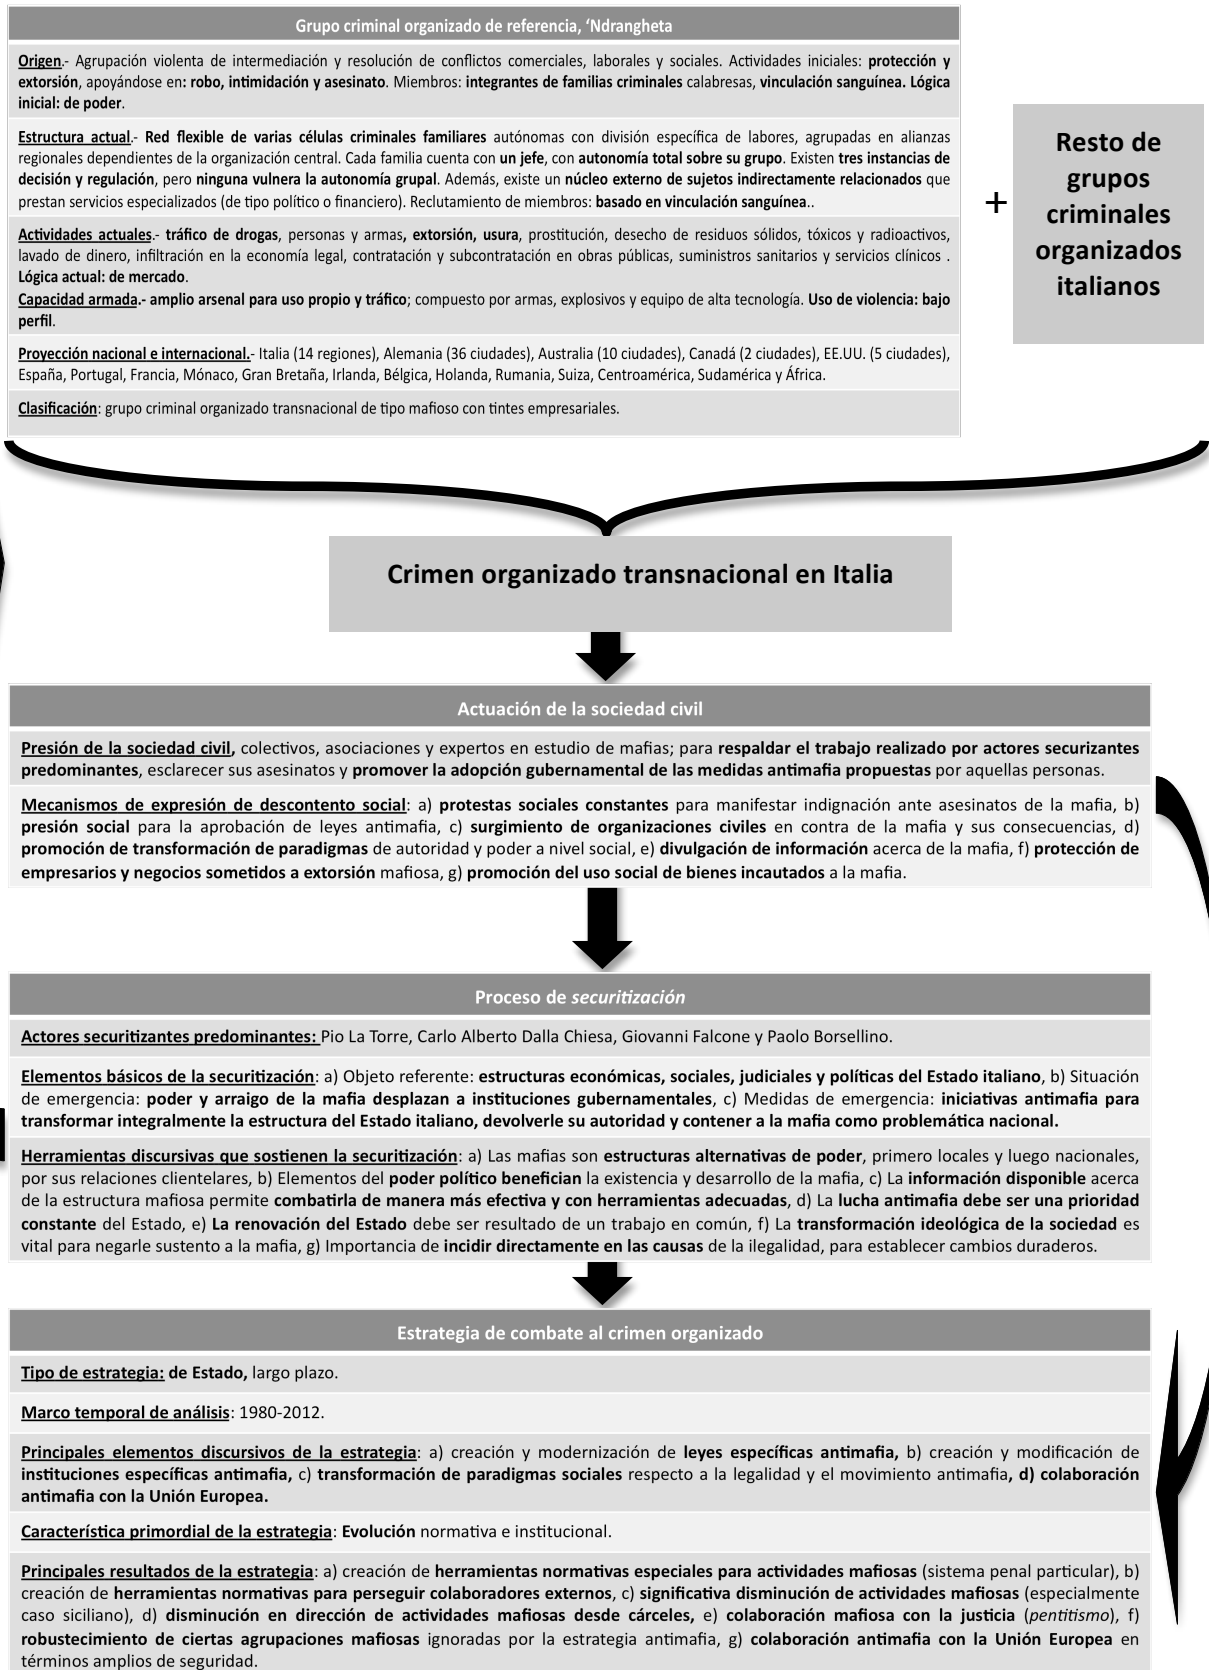 Grupo criminal organizado de referencia, ‘Ndrangheta
Origen.- Agrupación violenta de intermediación y resolución de conflictos comerciales, laborales y sociales. Actividades iniciales: protección y
extorsión, apoyándose en: robo, intimidación y asesinato. Miembros: integrantes de familias criminales calabresas, vinculación sanguínea. Lógica
inicial: de poder.
Estructura actual.- Red flexible de varias células criminales familiares autónomas con división específica de labores, agrupadas en alianzas
regionales dependientes de la organización central. Cada familia cuenta con un jefe, con autonomía total sobre su grupo. Existen tres instancias de
decisión y regulación, pero ninguna vulnera la autonomía grupal. Además, existe un núcleo externo de sujetos indirectamente relacionados que
prestan servicios especializados (de tipo político o financiero). Reclutamiento de miembros: basado en vinculación sanguínea..
Actividades actuales.- tráfico de drogas, personas y armas, extorsión, usura, prostitución, desecho de residuos sólidos, tóxicos y radioactivos,
lavado de dinero, infiltración en la economía legal, contratación y subcontratación en obras públicas, suministros sanitarios y servicios clínicos .
Lógica actual: de mercado.
Capacidad armada.- amplio arsenal para uso propio y tráfico; compuesto por armas, explosivos y equipo de alta tecnología. Uso de violencia: bajo
perfil.
Proyección nacional e internacional.- Italia (14 regiones), Alemania (36 ciudades), Australia (10 ciudades), Canadá (2 ciudades), EE.UU. (5 ciudades),
España, Portugal, Francia, Mónaco, Gran Bretaña, Irlanda, Bélgica, Holanda, Rumania, Suiza, Centroamérica, Sudamérica y África.
Clasificación: grupo criminal organizado transnacional de tipo mafioso con tintes empresariales.
+
Resto de
grupos
criminales
organizados
italianos
Crimen organizado transnacional en Italia
Actuación de la sociedad civil
Presión de la sociedad civil, colectivos, asociaciones y expertos en estudio de mafias; para respaldar el trabajo realizado por actores securizantes
predominantes, esclarecer sus asesinatos y promover la adopción gubernamental de las medidas antimafia propuestas por aquellas personas.
Mecanismos de expresión de descontento social: a) protestas sociales constantes para manifestar indignación ante asesinatos de la mafia, b)
presión social para la aprobación de leyes antimafia, c) surgimiento de organizaciones civiles en contra de la mafia y sus consecuencias, d)
promoción de transformación de paradigmas de autoridad y poder a nivel social, e) divulgación de información acerca de la mafia, f) protección de
empresarios y negocios sometidos a extorsión mafiosa, g) promoción del uso social de bienes incautados a la mafia.
Proceso de securitización
Actores securitizantes predominantes: Pio La Torre, Carlo Alberto Dalla Chiesa, Giovanni Falcone y Paolo Borsellino.
Elementos básicos de la securitización: a) Objeto referente: estructuras económicas, sociales, judiciales y políticas del Estado italiano, b) Situación
de emergencia: poder y arraigo de la mafia desplazan a instituciones gubernamentales, c) Medidas de emergencia: iniciativas antimafia para
transformar integralmente la estructura del Estado italiano, devolverle su autoridad y contener a la mafia como problemática nacional.
Herramientas discursivas que sostienen la securitización: a) Las mafias son estructuras alternativas de poder, primero locales y luego nacionales,
por sus relaciones clientelares, b) Elementos del poder político benefician la existencia y desarrollo de la mafia, c) La información disponible acerca
de la estructura mafiosa permite combatirla de manera más efectiva y con herramientas adecuadas, d) La lucha antimafia debe ser una prioridad
constante del Estado, e) La renovación del Estado debe ser resultado de un trabajo en común, f) La transformación ideológica de la sociedad es
vital para negarle sustento a la mafia, g) Importancia de incidir directamente en las causas de la ilegalidad, para establecer cambios duraderos.
Estrategia de combate al crimen organizado
Tipo de estrategia: de Estado, largo plazo.
Marco temporal de análisis: 1980-2012.
Principales elementos discursivos de la estrategia: a) creación y modernización de leyes específicas antimafia, b) creación y modificación de
instituciones específicas antimafia, c) transformación de paradigmas sociales respecto a la legalidad y el movimiento antimafia, d) colaboración
antimafia con la Unión Europea.
Característica primordial de la estrategia: Evolución normativa e institucional.
Principales resultados de la estrategia: a) creación de herramientas normativas especiales para actividades mafiosas (sistema penal particular), b)
creación de herramientas normativas para perseguir colaboradores externos, c) significativa disminución de actividades mafiosas (especialmente
caso siciliano), d) disminución en dirección de actividades mafiosas desde cárceles, e) colaboración mafiosa con la justicia (pentitismo), f)
robustecimiento de ciertas agrupaciones mafiosas ignoradas por la estrategia antimafia, g) colaboración antimafia con la Unión Europea en
términos amplios de seguridad.